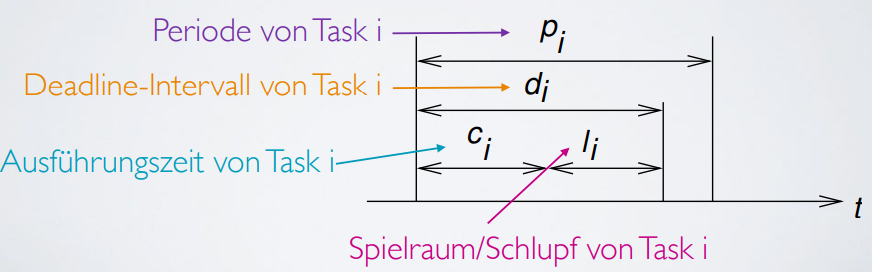 Periode von Task i
p_i
Deadline-Intervall von Task i
d_i
Ausführungszeit von Task i
c_i
l_i
t
Spielraum/Schlupf von Task i